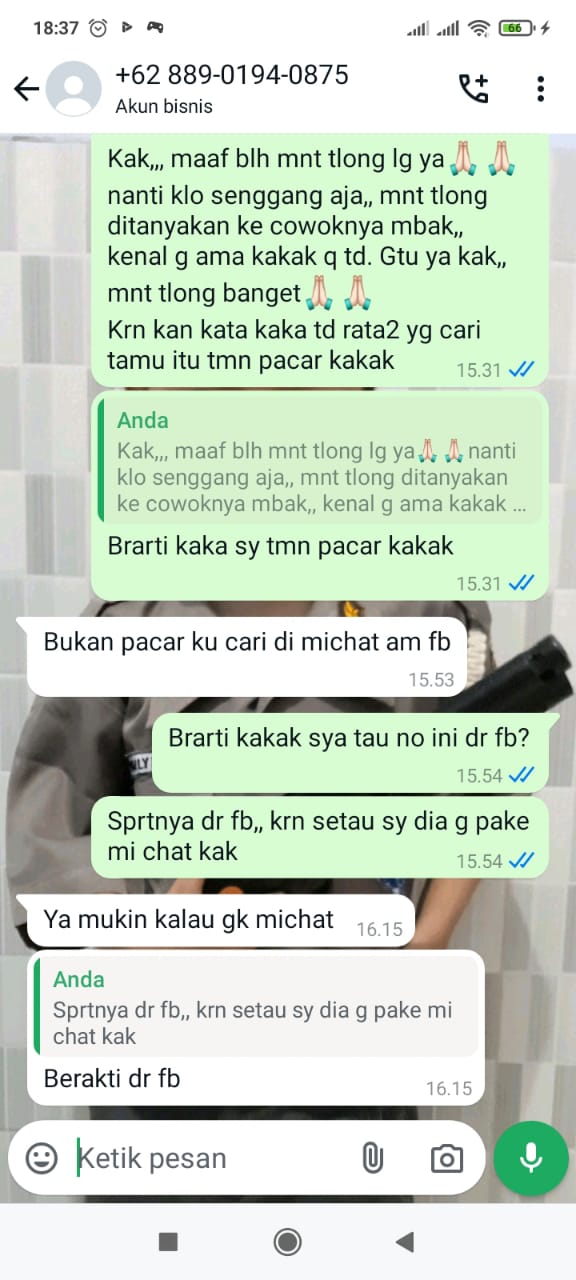 18:37
66
+62 889-0194-0875
Akun bisnis
Kak,,, maaf blh mnt tlong lg ya🙏🏻 🙏🏻
nanti klo senggang aja,, mnt tlong
ditanyakan ke cowoknya mbak,,
kenal g ama kakak q td. Gtu ya kak,,
mnt tlong banget🙏🏻 🙏🏻
Krn kan kata kaka td rata2 yg cari
tamu itu tmn pacar kakak
15.31
Anda
Kak,,, maaf blh mnt tlong lg ya🙏🏻 🙏🏻 nanti
klo senggang aja,, mnt tlong ditanyakan
ke cowoknya mbak,, kenal g ama kakak ...
Brarti kaka sy tmn pacar kakak
15.31
Bukan pacar ku cari di michat am fb
15.53
Brarti kakak sya tau no ini dr fb?
15.54
Sprtnya dr fb,, krn setau sy dia g pake
mi chat kak
15.54
Ya mukin kalau gk michat
16.15
Anda
Sprtnya dr fb,, krn setau sy dia g pake mi
chat kak
Berakti dr fb
16.15
Ketik pesan